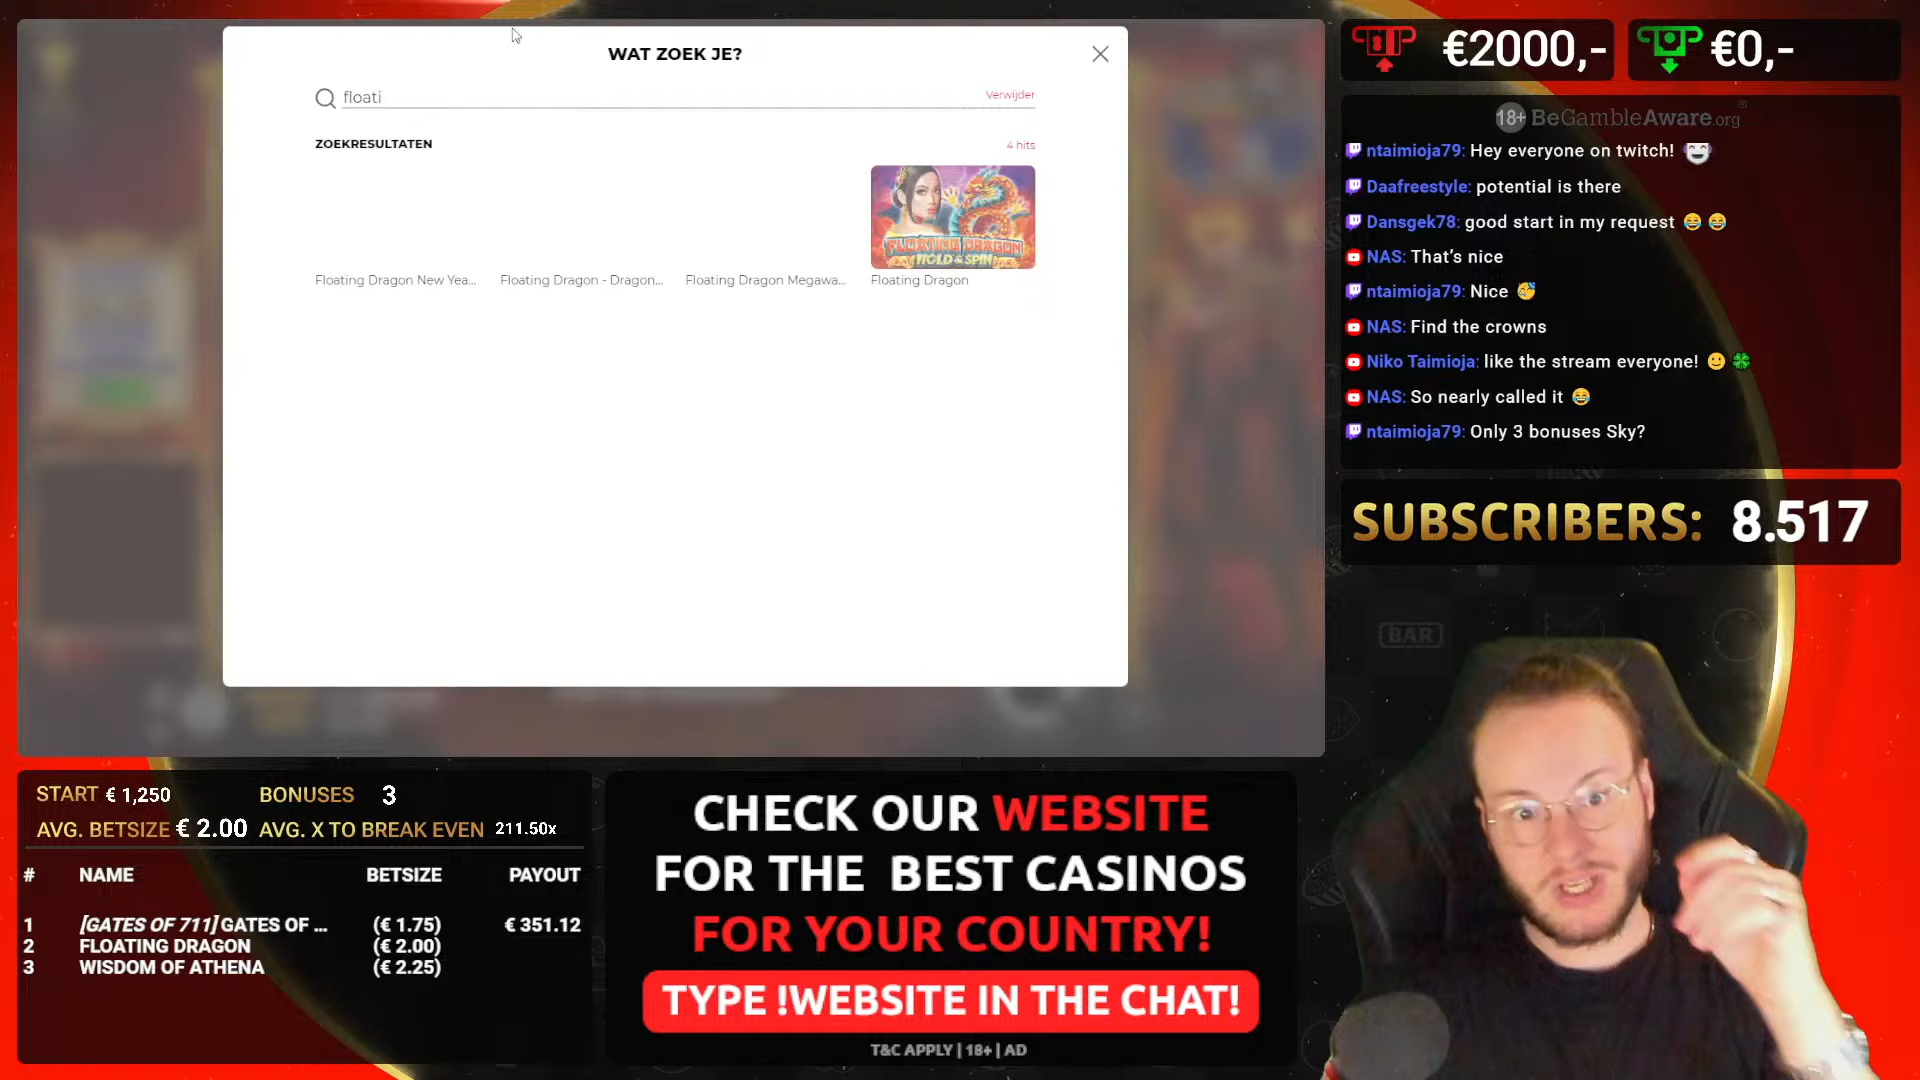 WAT ZOEK JE?
floati
Verwijder
ZOEKRESULTATEN
4 hits
FLOATING DRAGON
HOLD & SPIN
Floating Dragon New Yea...
Floating Dragon - Dragon...
Floating Dragon Megawa...
Floating Dragon
€2000,-
€0,-
18+ BeGambleAware.org®
ntaimioja79: Hey everyone on twitch!
Daafreestyle: potential is there
Dansgek78: good start in my request 😂 😂
NAS: That’s nice
ntaimioja79: Nice 🥳
NAS: Find the crowns
Niko Taimioja: like the stream everyone! 🙂 🍀
NAS: So nearly called it 😂
ntaimioja79: Only 3 bonuses Sky?
SUBSCRIBERS: 8.517
BAR
START € 1,250 BONUSES 3
AVG. BETSIZE € 2.00 AVG. X TO BREAK EVEN 211.50x
# NAME BETSIZE PAYOUT
1 [GATES OF 711] GATES OF ... (€ 1.75) € 351.12
2 FLOATING DRAGON (€ 2.00)
3 WISDOM OF ATHENA (€ 2.25)
CHECK OUR WEBSITE
FOR THE BEST CASINOS
FOR YOUR COUNTRY!
TYPE !WEBSITE IN THE CHAT!
T&C APPLY | 18+ | AD